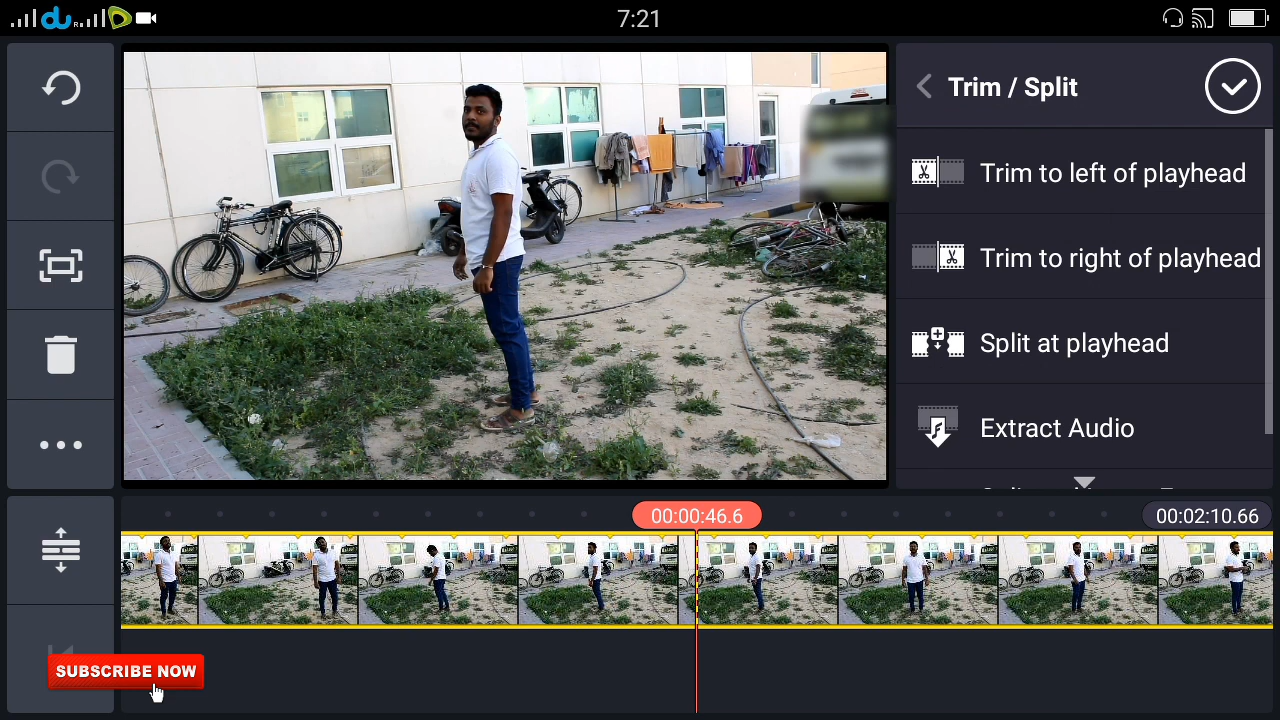 du
R
7:21
Trim / Split
Trim to left of playhead
Trim to right of playhead
Split at playhead
Extract Audio
00:00:46.6
00:02:10.66
SUBSCRIBE NOW